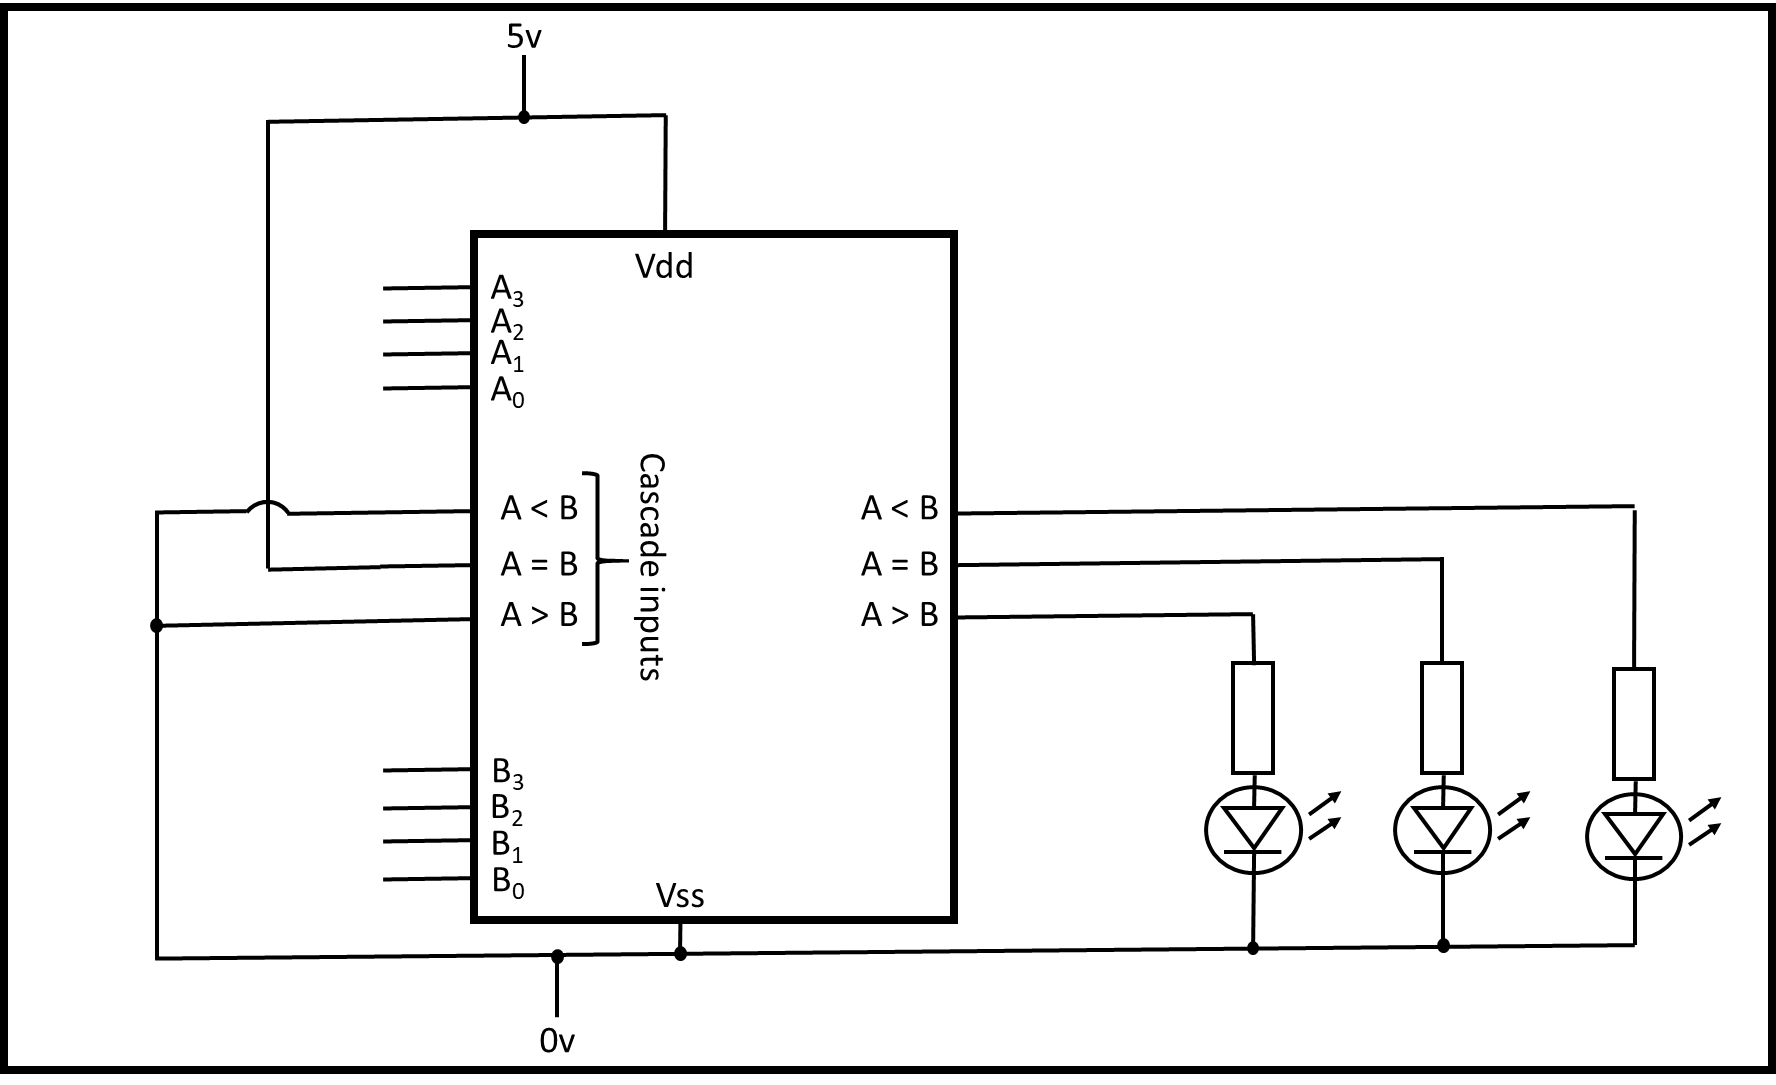 5v
Vdd
A₃
A₂
A₁
A₀
Cascade inputs
A < B
A = B
A > B
A < B
A = B
A > B
B₃
B₂
B₁
B₀
Vss
0v